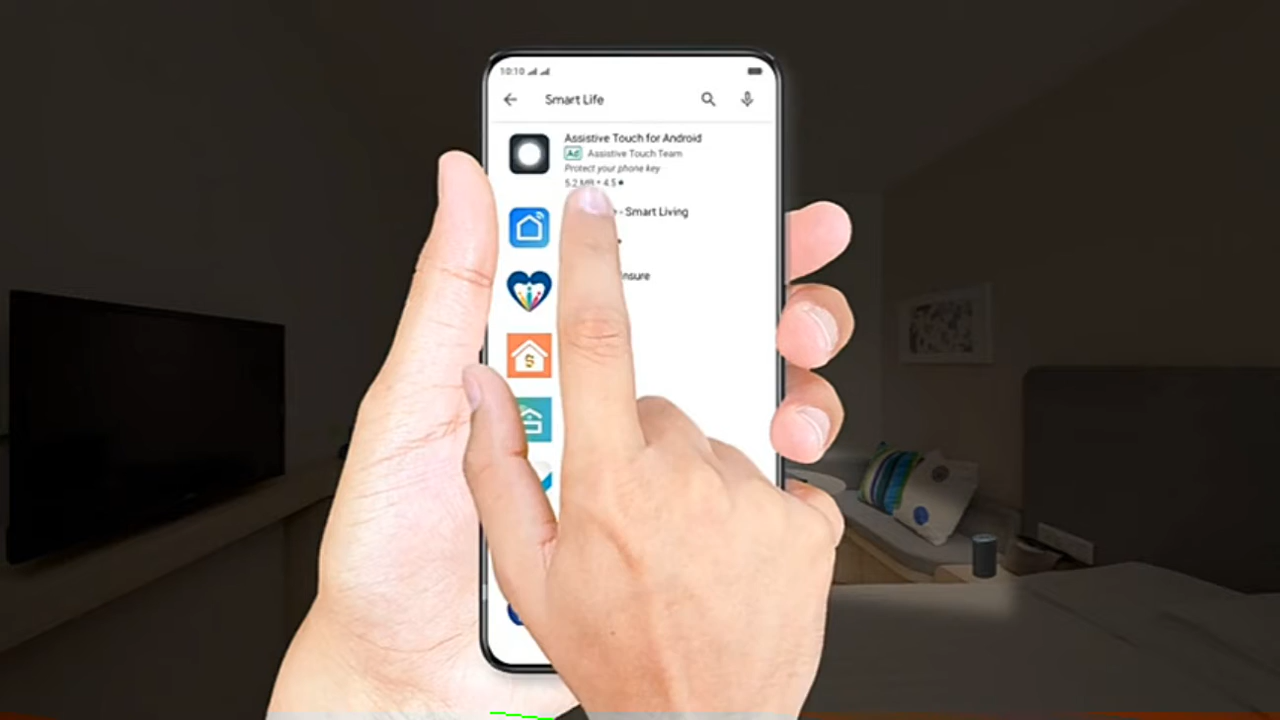 10:10
Smart Life
Assistive Touch for Android
Ad Assistive Touch Team
Protect your phone key
5.2 MB • 4.5
- Smart Living
nsure
$